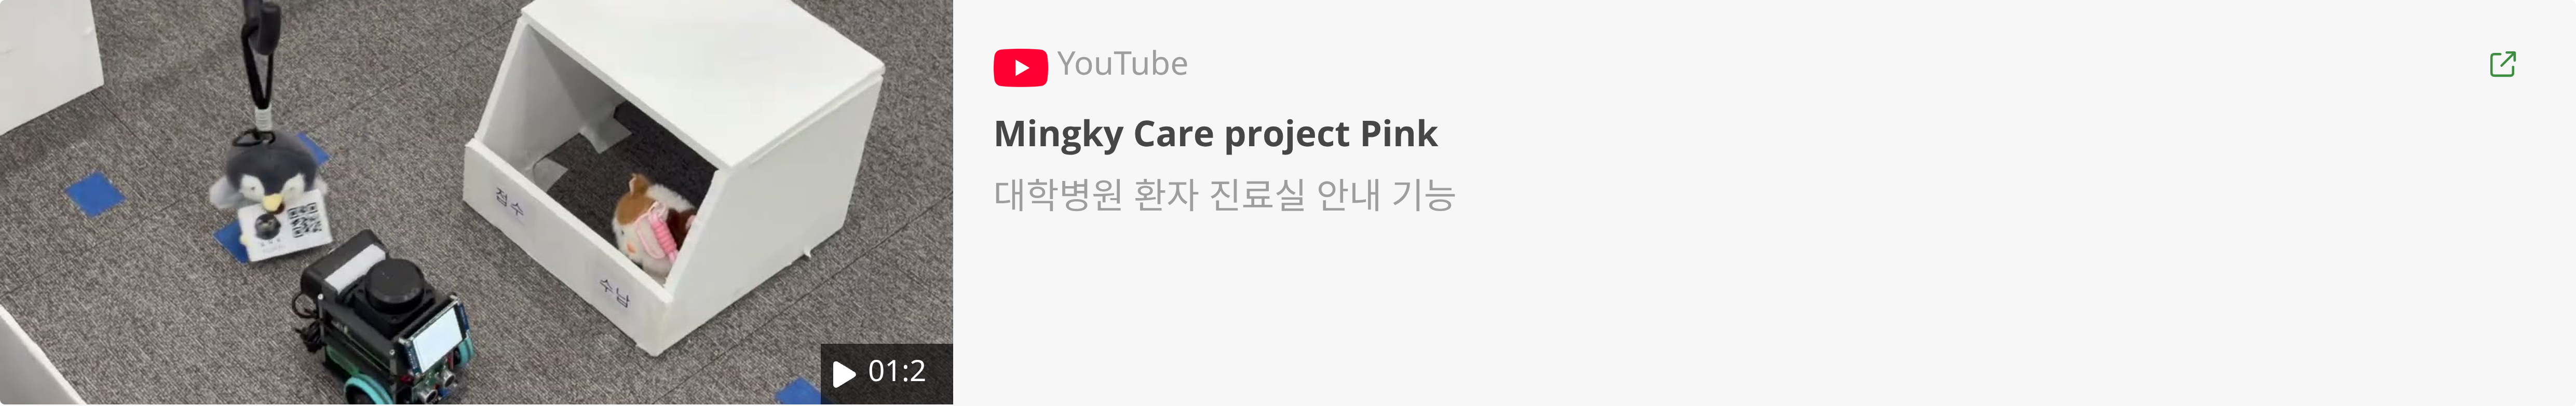 접수
수납
01:2
YouTube
Mingky Care project Pink
대학병원 환자 진료실 안내 기능